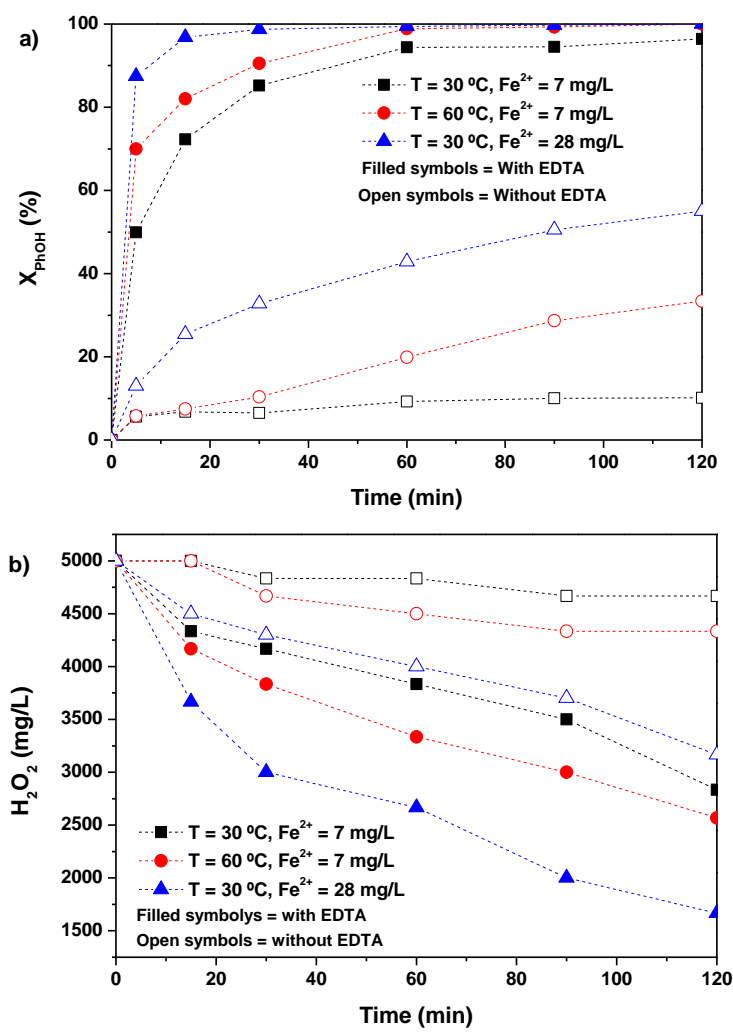 a)
100
80
60
40
20
0
X_PhOH (%)
T = 30 ºC, Fe²⁺ = 7 mg/L
T = 60 ºC, Fe²⁺ = 7 mg/L
T = 30 ºC, Fe²⁺ = 28 mg/L
Filled symbols = With EDTA
Open symbols = Without EDTA
0 20 40 60 80 100 120
Time (min)
b)
5000
4500
4000
3500
3000
2500
2000
1500
H₂O₂ (mg/L)
T = 30 ºC, Fe²⁺ = 7 mg/L
T = 60 ºC, Fe²⁺ = 7 mg/L
T = 30 ºC, Fe²⁺ = 28 mg/L
Filled symbolys = with EDTA
Open symbols = without EDTA
0 20 40 60 80 100 120
Time (min)